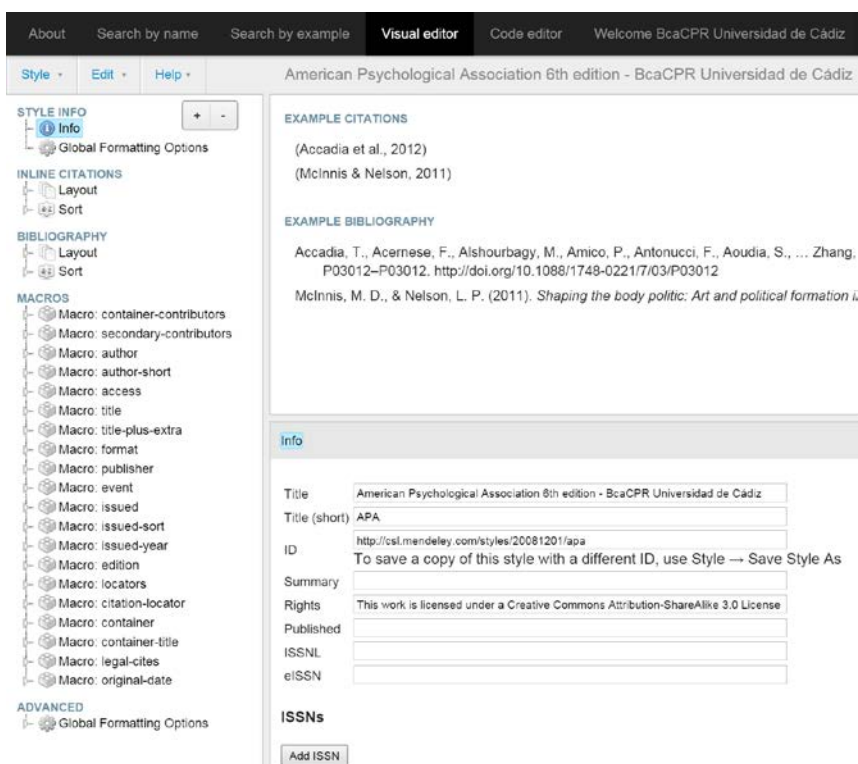 About Search by name Search by example Visual editor Code editor Welcome BcaCPR Universidad de Cádiz
Style Edit Help American Psychological Association 6th edition - BcaCPR Universidad de Cádiz
STYLE INFO
+ -
Info
Global Formatting Options
INLINE CITATIONS
Layout
Sort
BIBLIOGRAPHY
Layout
Sort
MACROS
Macro: container-contributors
Macro: secondary-contributors
Macro: author
Macro: author-short
Macro: access
Macro: title
Macro: title-plus-extra
Macro: format
Macro: publisher
Macro: event
Macro: issued
Macro: issued-sort
Macro: issued-year
Macro: edition
Macro: locators
Macro: citation-locator
Macro: container
Macro: container-title
Macro: legal-cites
Macro: original-date
ADVANCED
Global Formatting Options
EXAMPLE CITATIONS
(Accadia et al., 2012)
(McInnis & Nelson, 2011)
EXAMPLE BIBLIOGRAPHY
Accadia, T., Acernese, F., Alshourbagy, M., Amico, P., Antonucci, F., Aoudia, S., … Zhang,
P03012–P03012. http://doi.org/10.1088/1748-0221/7/03/P03012
McInnis, M. D., & Nelson, L. P. (2011). Shaping the body politic: Art and political formation i
Info
Title American Psychological Association 6th edition - BcaCPR Universidad de Cádiz
Title (short) APA
ID http://csl.mendeley.com/styles/20081201/apa
To save a copy of this style with a different ID, use Style → Save Style As
Summary
Rights This work is licensed under a Creative Commons Attribution-ShareAlike 3.0 License
Published
ISSNL
eISSN
ISSNs
Add ISSN